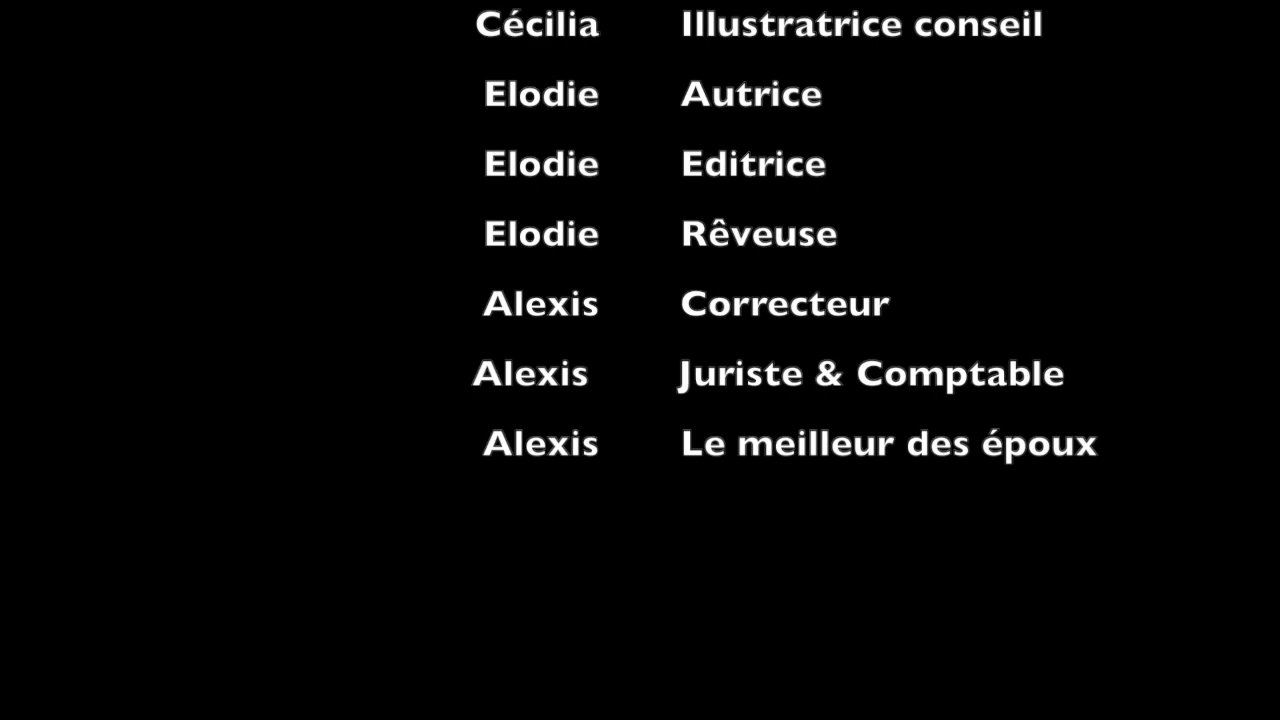 Cécilia Illustratrice conseil
Elodie Autrice
Elodie Editrice
Elodie Rêveuse
Alexis Correcteur
Alexis Juriste & Comptable
Alexis Le meilleur des époux